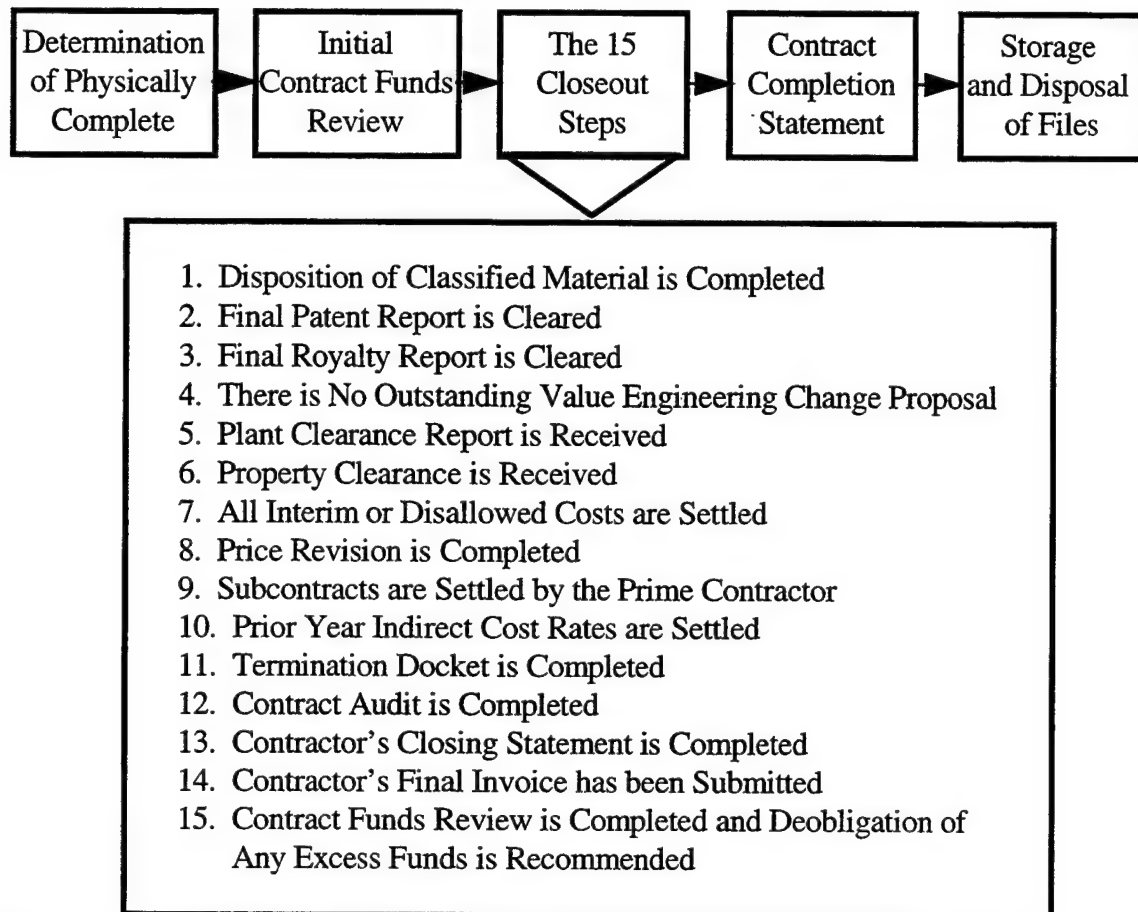 Determination
of Physically
Complete
Initial
Contract Funds
Review
The 15
Closeout
Steps
Contract
Completion
Statement
Storage
and Disposal
of Files
1. Disposition of Classified Material is Completed
2. Final Patent Report is Cleared
3. Final Royalty Report is Cleared
4. There is No Outstanding Value Engineering Change Proposal
5. Plant Clearance Report is Received
6. Property Clearance is Received
7. All Interim or Disallowed Costs are Settled
8. Price Revision is Completed
9. Subcontracts are Settled by the Prime Contractor
10. Prior Year Indirect Cost Rates are Settled
11. Termination Docket is Completed
12. Contract Audit is Completed
13. Contractor's Closing Statement is Completed
14. Contractor's Final Invoice has been Submitted
15. Contract Funds Review is Completed and Deobligation of
Any Excess Funds is Recommended